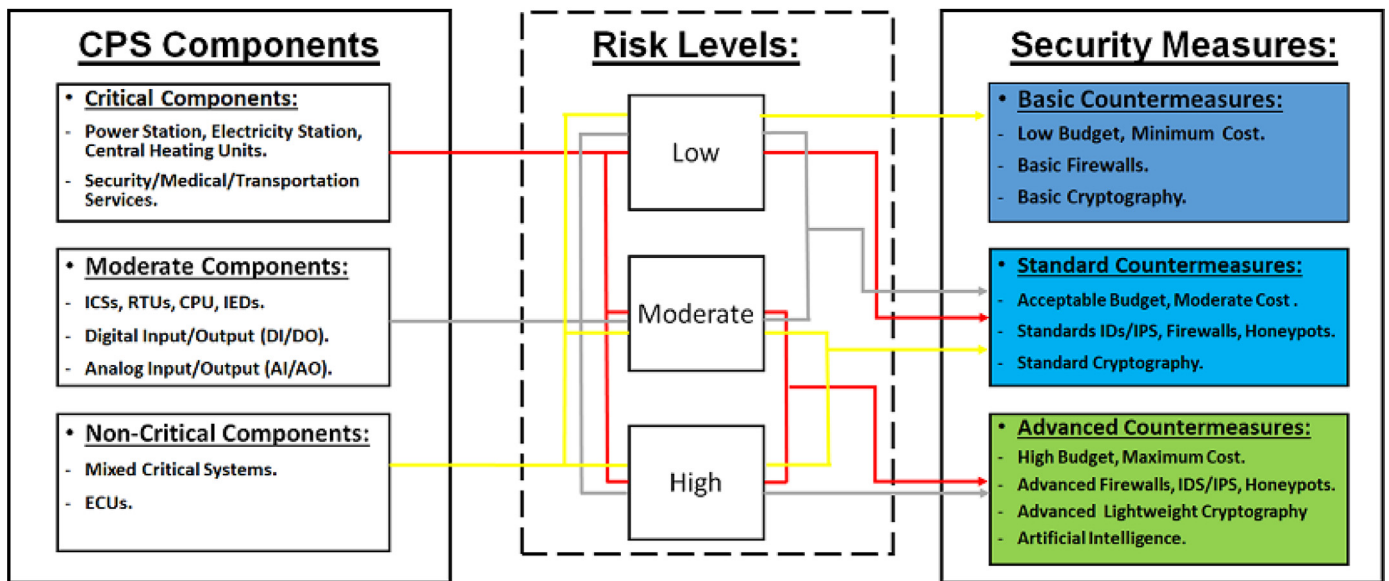 CPS Components
• Critical Components:
- Power Station, Electricity Station,
Central Heating Units.
- Security/Medical/Transportation
Services.
• Moderate Components:
- ICSs, RTUs, CPU, IEDs.
- Digital Input/Output (DI/DO).
- Analog Input/Output (AI/AO).
• Non-Critical Components:
- Mixed Critical Systems.
- ECUs.
Risk Levels:
Low
Moderate
High
Security Measures:
• Basic Countermeasures:
- Low Budget, Minimum Cost.
- Basic Firewalls.
- Basic Cryptography.
• Standard Countermeasures:
- Acceptable Budget, Moderate Cost .
- Standards IDs/IPS, Firewalls, Honeypots.
- Standard Cryptography.
• Advanced Countermeasures:
- High Budget, Maximum Cost.
- Advanced Firewalls, IDS/IPS, Honeypots.
- Advanced Lightweight Cryptography
- Artificial Intelligence.